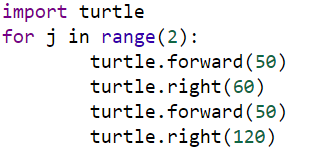 import turtle
for j in range(2):
        turtle.forward(50)
        turtle.right(60)
        turtle.forward(50)
        turtle.right(120)